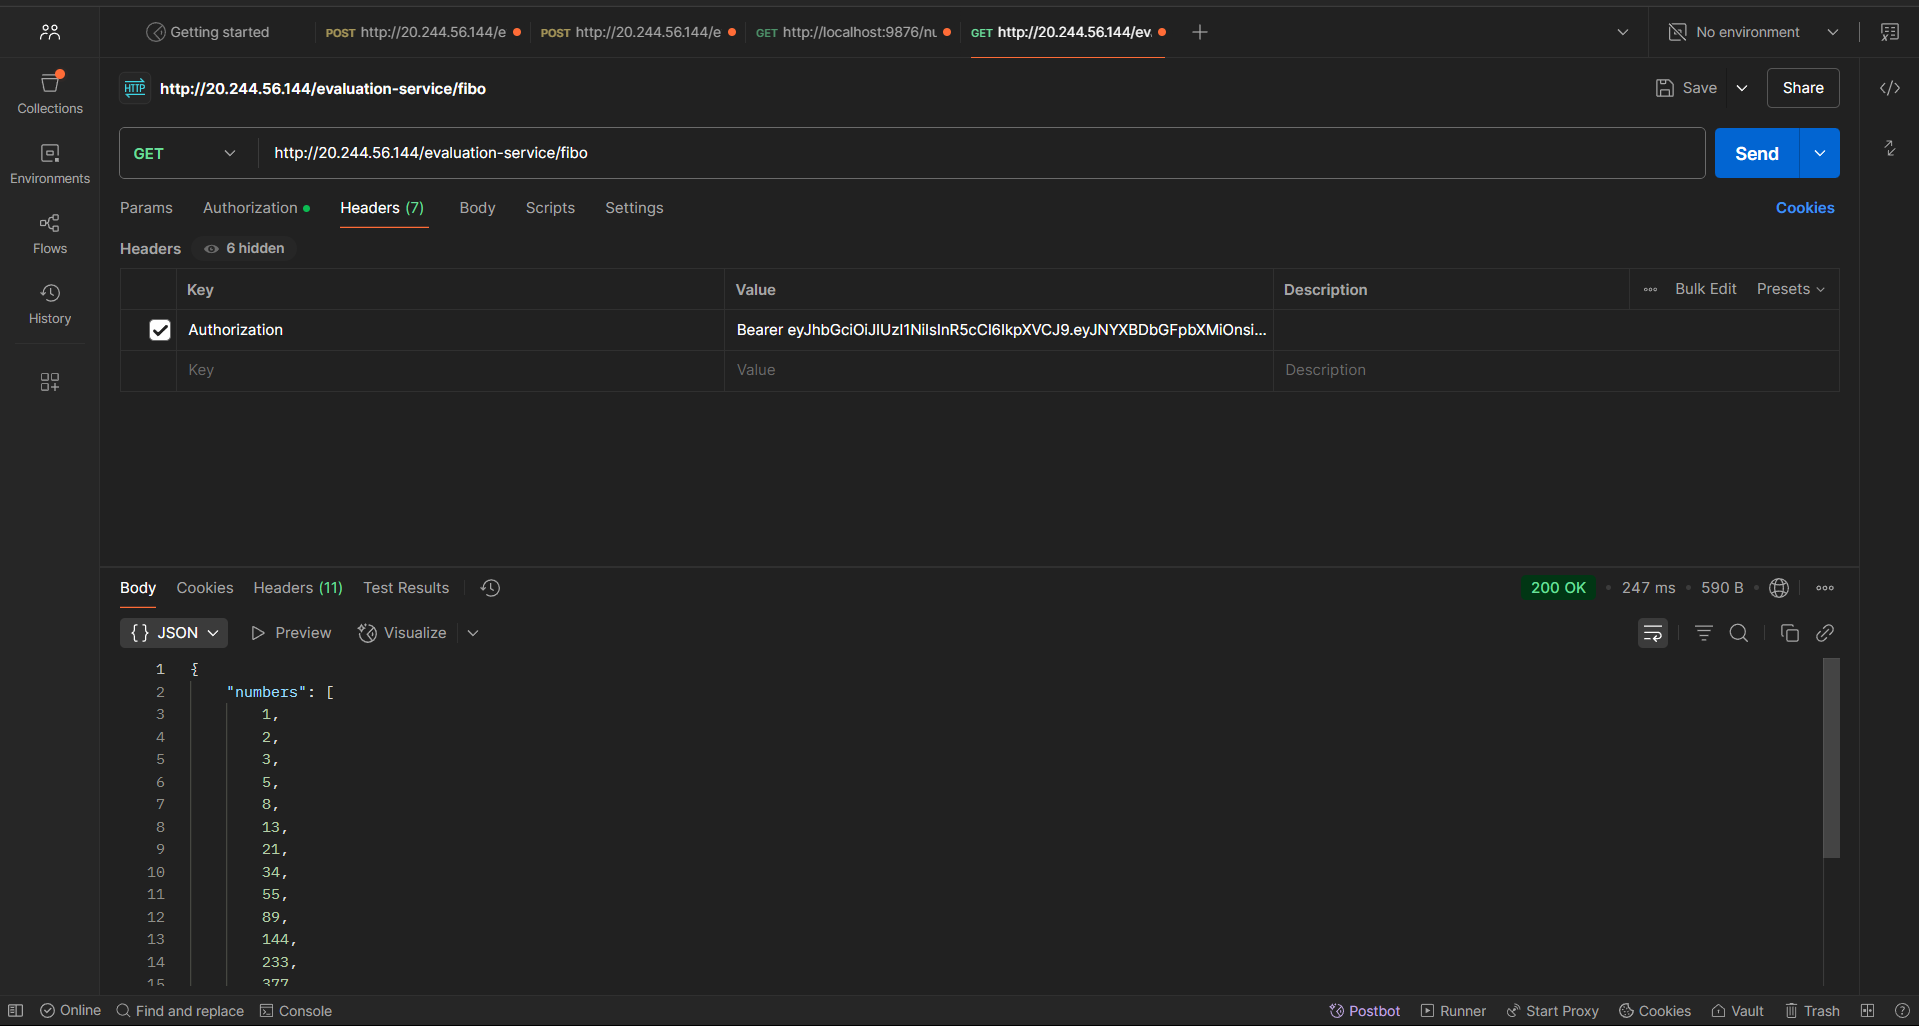 Getting started
POST http://20.244.56.144/e
POST http://20.244.56.144/e
GET http://localhost:9876/nu
GET http://20.244.56.144/ev
No environment
HTTP http://20.244.56.144/evaluation-service/fibo
Save
Share
Collections
Environments
Flows
History
GET http://20.244.56.144/evaluation-service/fibo
Send
Params Authorization Headers (7) Body Scripts Settings
Cookies
Headers 6 hidden
Key Value Description Bulk Edit Presets
Authorization Bearer eyJhbGciOiJIUzI1NiIsInR5cCI6IkpXVCJ9.eyJNYXBDbGFpbXMiOnsi...
Key Value Description
Body Cookies Headers (11) Test Results
200 OK • 247 ms • 590 B
{} JSON Preview Visualize
1 {
2 "numbers": [
3 1,
4 2,
5 3,
6 5,
7 8,
8 13,
9 21,
10 34,
11 55,
12 89,
13 144,
14 233,
15 377
Online Find and replace Console
Postbot Runner Start Proxy Cookies Vault Trash